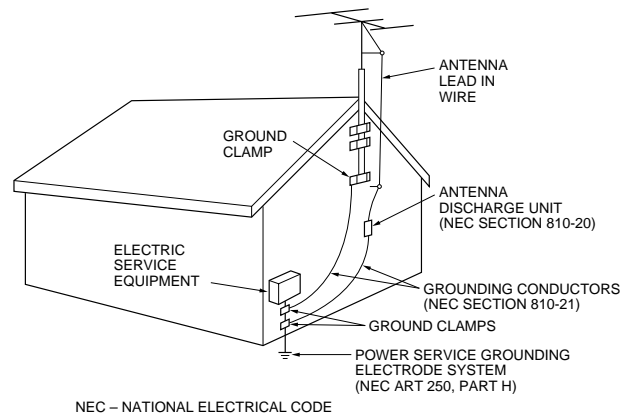 ANTENNA
LEAD IN
WIRE
GROUND
CLAMP
ANTENNA
DISCHARGE UNIT
(NEC SECTION 810-20)
ELECTRIC
SERVICE
EQUIPMENT
GROUNDING CONDUCTORS
(NEC SECTION 810-21)
GROUND CLAMPS
POWER SERVICE GROUNDING
ELECTRODE SYSTEM
(NEC ART 250, PART H)
NEC – NATIONAL ELECTRICAL CODE